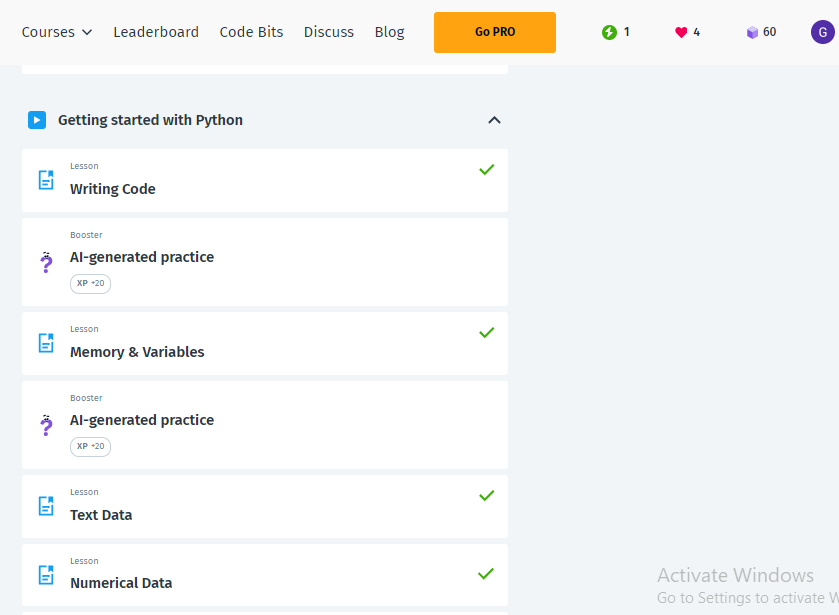 Courses Leaderboard Code Bits Discuss Blog Go PRO 1 4 60 G
Getting started with Python
Lesson
Writing Code
Booster
AI-generated practice
XP +20
Lesson
Memory & Variables
Booster
AI-generated practice
XP +20
Lesson
Text Data
Lesson
Numerical Data
Activate Windows
Go to Settings to activate W